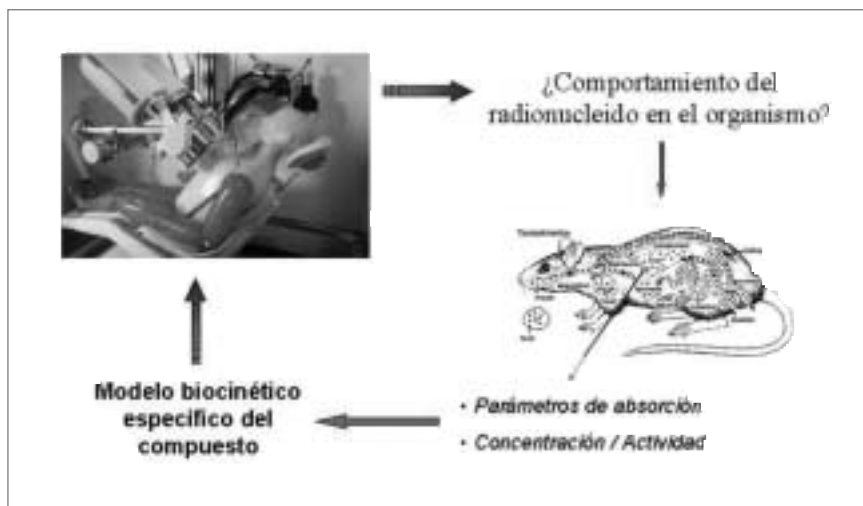 ¿Comportamiento del
radionucleido en el organismo?
• Parámetros de absorción
• Concentración / Actividad
Modelo biocinético
específico del
compuesto